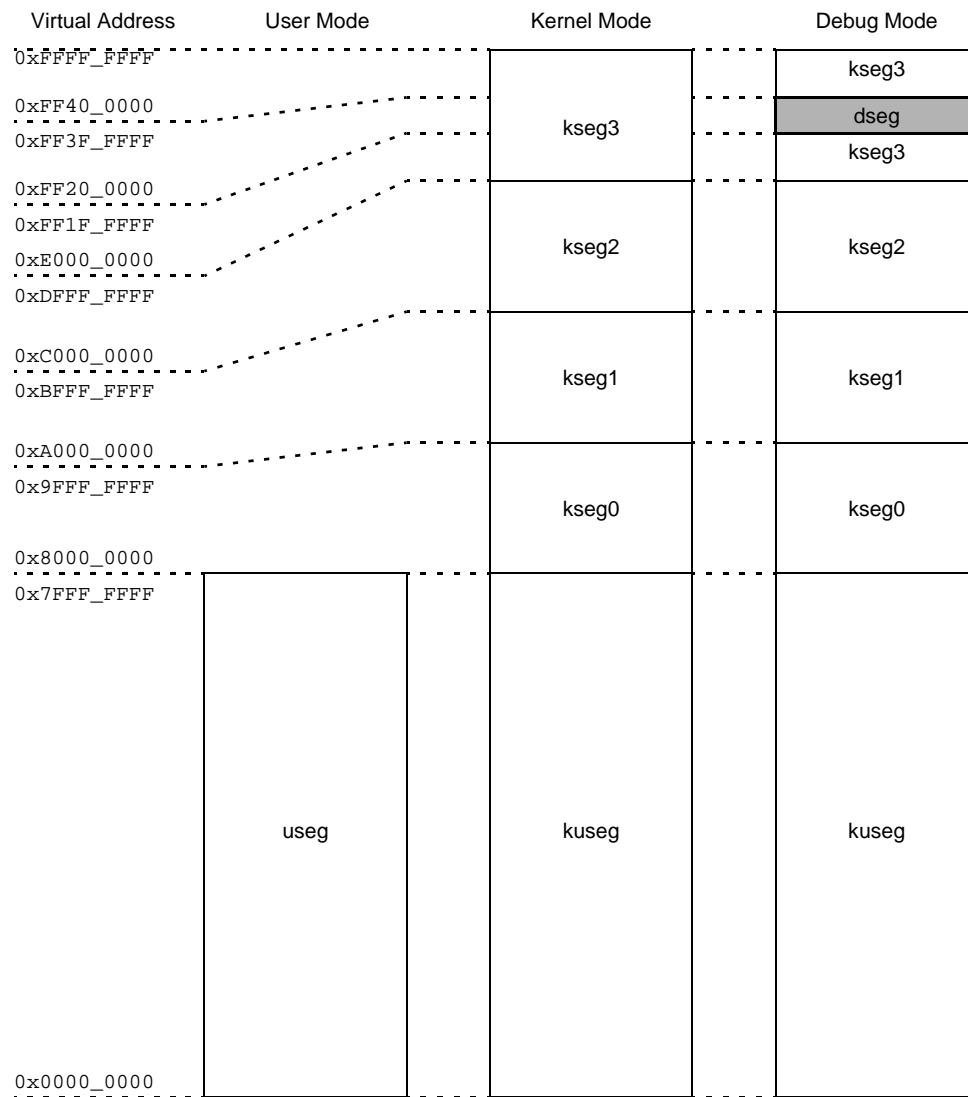 Virtual Address User Mode Kernel Mode Debug Mode
0xFFFF_FFFF
kseg3
0xFF40_0000
dseg
kseg3
0xFF3F_FFFF
kseg3
0xFF20_0000
0xFF1F_FFFF
0xE000_0000
kseg2 kseg2
0xDFFF_FFFF
0xC000_0000
0xBFFF_FFFF
kseg1 kseg1
0xA000_0000
0x9FFF_FFFF
kseg0 kseg0
0x8000_0000
0x7FFF_FFFF
useg kuseg kuseg
0x0000_0000